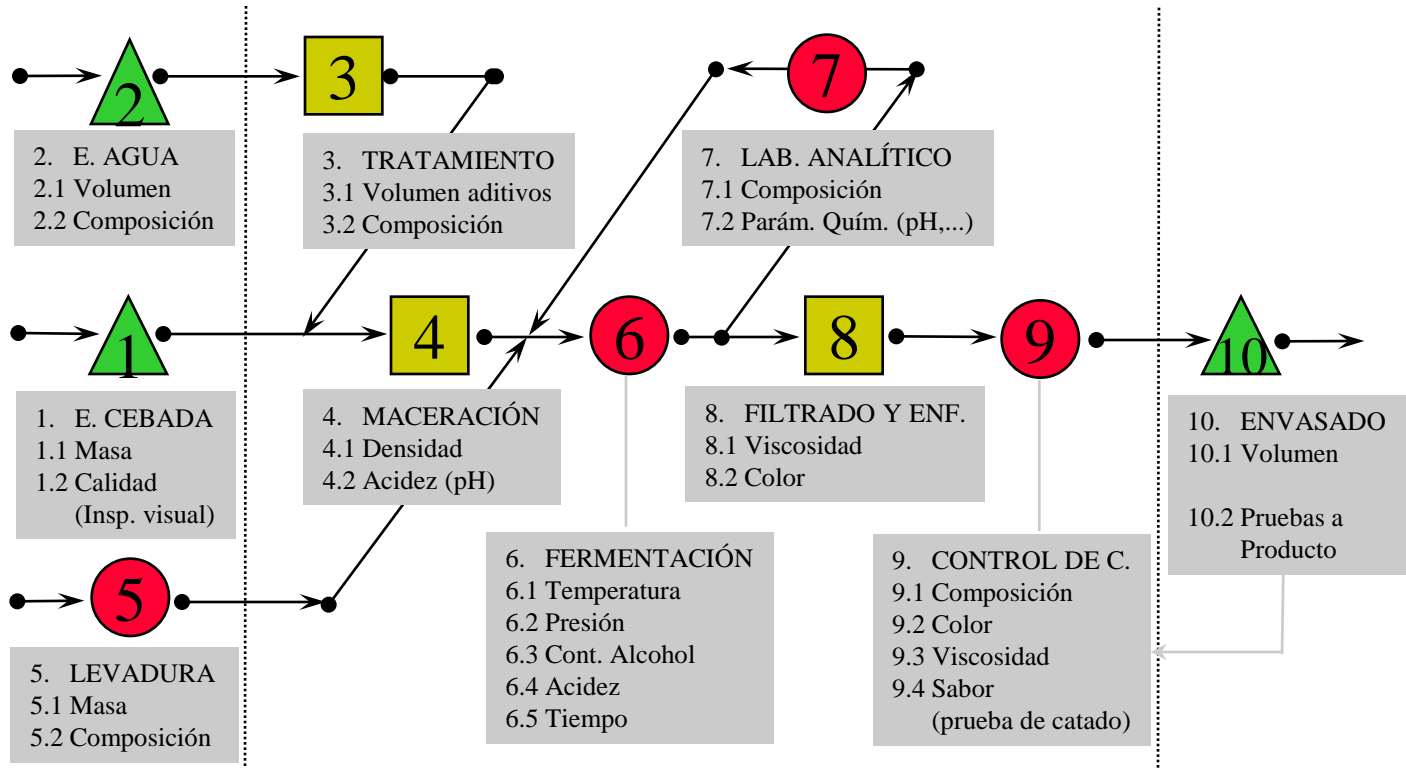 2
3
7
2. E. AGUA
2.1 Volumen
2.2 Composición
3. TRATAMIENTO
3.1 Volumen aditivos
3.2 Composición
7. LAB. ANALÍTICO
7.1 Composición
7.2 Parám. Quím. (pH,...)
1
4
6
8
9
10
1. E. CEBADA
1.1 Masa
1.2 Calidad
(Insp. visual)
4. MACERACIÓN
4.1 Densidad
4.2 Acidez (pH)
8. FILTRADO Y ENF.
8.1 Viscosidad
8.2 Color
10. ENVASADO
10.1 Volumen
10.2 Pruebas a
Producto
5
5. LEVADURA
5.1 Masa
5.2 Composición
6. FERMENTACIÓN
6.1 Temperatura
6.2 Presión
6.3 Cont. Alcohol
6.4 Acidez
6.5 Tiempo
9. CONTROL DE C.
9.1 Composición
9.2 Color
9.3 Viscosidad
9.4 Sabor
(prueba de catado)